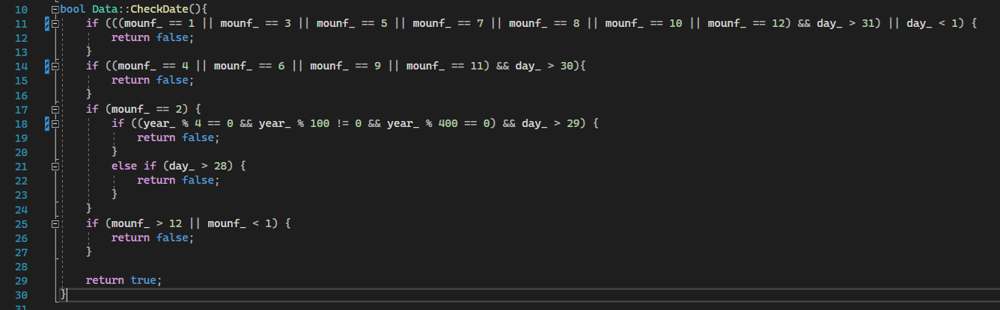 10 bool Data::CheckDate(){
11 if (((mounf_ == 1 || mounf_ == 3 || mounf_ == 5 || mounf_ == 7 || mounf_ == 8 || mounf_ == 10 || mounf_ == 12) && day_ > 31) || day_ < 1) {
12 return false;
13 }
14 if ((mounf_ == 4 || mounf_ == 6 || mounf_ == 9 || mounf_ == 11) && day_ > 30){
15 return false;
16 }
17 if (mounf_ == 2) {
18 if ((year_ % 4 == 0 && year_ % 100 != 0 && year_ % 400 == 0) && day_ > 29) {
19 return false;
20 }
21 else if (day_ > 28) {
22 return false;
23 }
24 }
25 if (mounf_ > 12 || mounf_ < 1) {
26 return false;
27 }
28
29 return true;
30 }
31